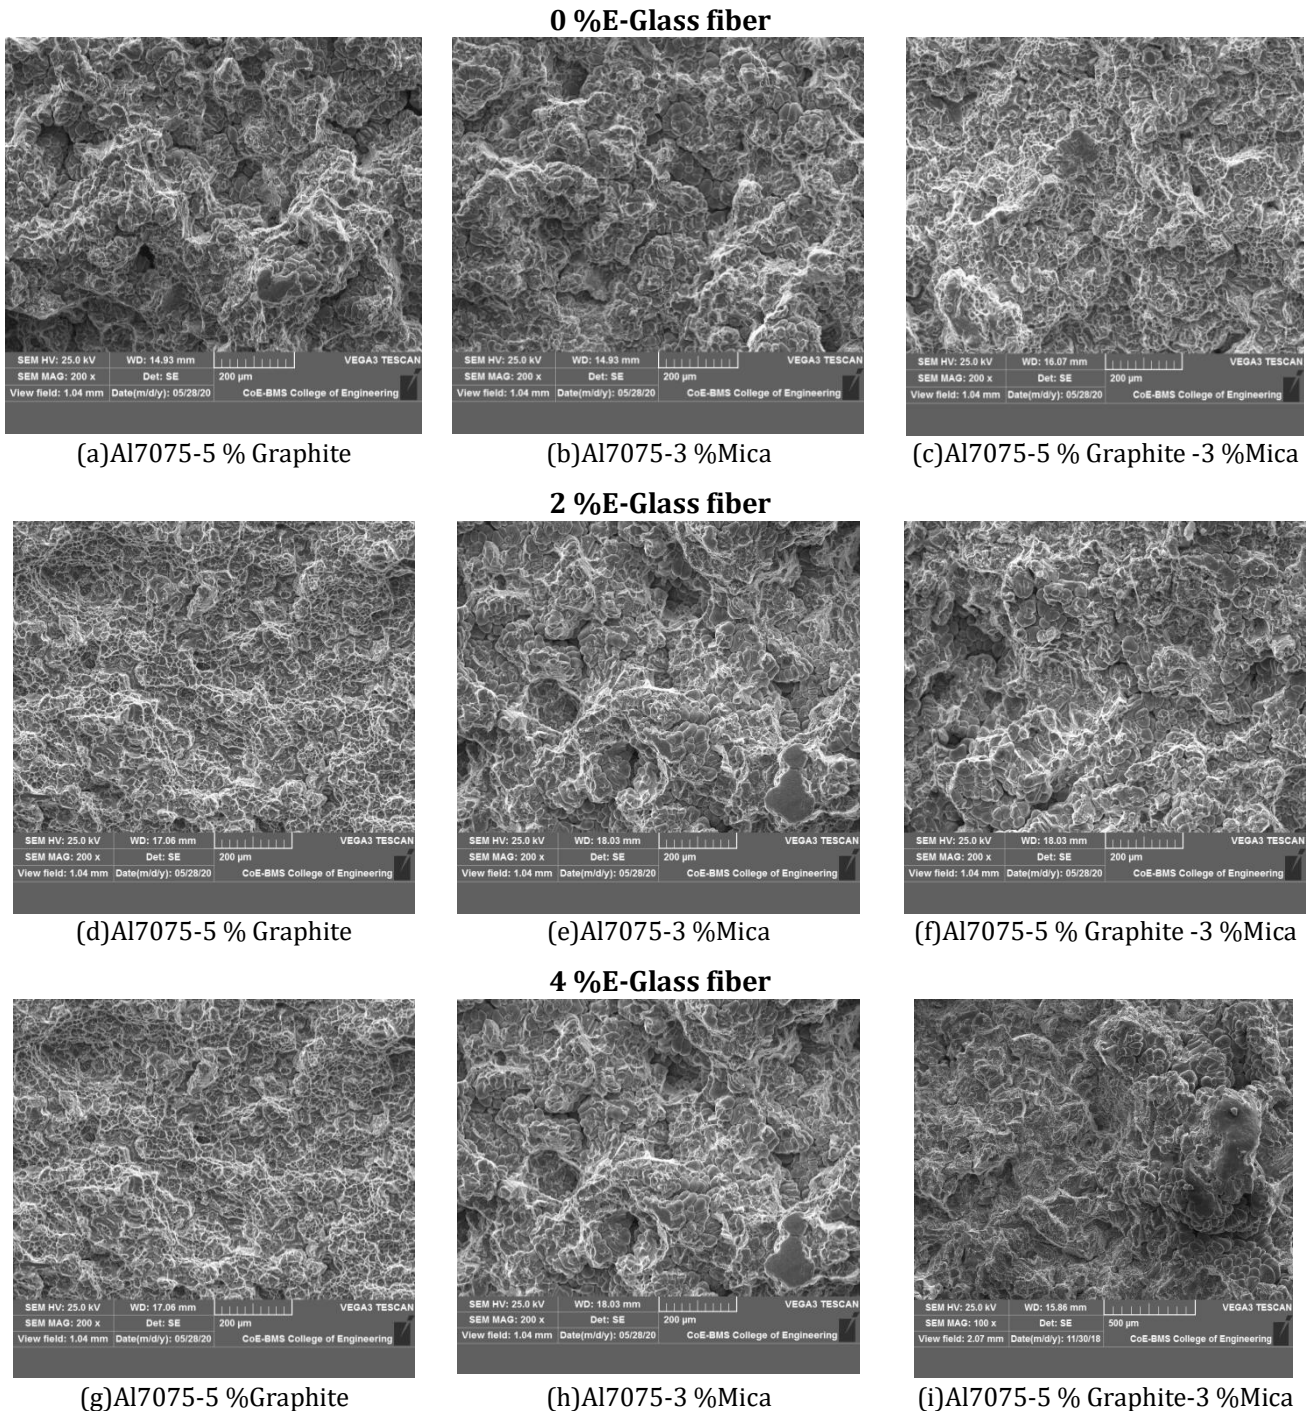 0 %E-Glass fiber
SEM HV: 25.0 kV WD: 14.93 mm VEGA3 TESCAN
SEM MAG: 200 x Det: SE 200 µm
View field: 1.04 mm Date(m/d/y): 05/28/20 CoE-BMS College of Engineering
SEM HV: 25.0 kV WD: 14.93 mm VEGA3 TESCAN
SEM MAG: 200 x Det: SE 200 µm
View field: 1.04 mm Date(m/d/y): 05/28/20 CoE-BMS College of Engineering
SEM HV: 25.0 kV WD: 16.07 mm VEGA3 TESCAN
SEM MAG: 200 x Det: SE 200 µm
View field: 1.04 mm Date(m/d/y): 05/28/20 CoE-BMS College of Engineering
(a)Al7075-5 % Graphite
(b)Al7075-3 %Mica
(c)Al7075-5 % Graphite -3 %Mica
2 %E-Glass fiber
SEM HV: 25.0 kV WD: 17.06 mm VEGA3 TESCAN
SEM MAG: 200 x Det: SE 200 µm
View field: 1.04 mm Date(m/d/y): 05/28/20 CoE-BMS College of Engineering
SEM HV: 25.0 kV WD: 18.03 mm VEGA3 TESCAN
SEM MAG: 200 x Det: SE 200 µm
View field: 1.04 mm Date(m/d/y): 05/28/20 CoE-BMS College of Engineering
SEM HV: 25.0 kV WD: 18.03 mm VEGA3 TESCAN
SEM MAG: 200 x Det: SE 200 µm
View field: 1.04 mm Date(m/d/y): 05/28/20 CoE-BMS College of Engineering
(d)Al7075-5 % Graphite
(e)Al7075-3 %Mica
(f)Al7075-5 % Graphite -3 %Mica
4 %E-Glass fiber
SEM HV: 25.0 kV WD: 17.06 mm VEGA3 TESCAN
SEM MAG: 200 x Det: SE 200 µm
View field: 1.04 mm Date(m/d/y): 05/28/20 CoE-BMS College of Engineering
SEM HV: 25.0 kV WD: 18.03 mm VEGA3 TESCAN
SEM MAG: 200 x Det: SE 200 µm
View field: 1.04 mm Date(m/d/y): 05/28/20 CoE-BMS College of Engineering
SEM HV: 25.0 kV WD: 15.86 mm VEGA3 TESCAN
SEM MAG: 100 x Det: SE 500 µm
View field: 2.07 mm Date(m/d/y): 11/30/18 CoE-BMS College of Engineering
(g)Al7075-5 %Graphite
(h)Al7075-3 %Mica
(i)Al7075-5 % Graphite-3 %Mica